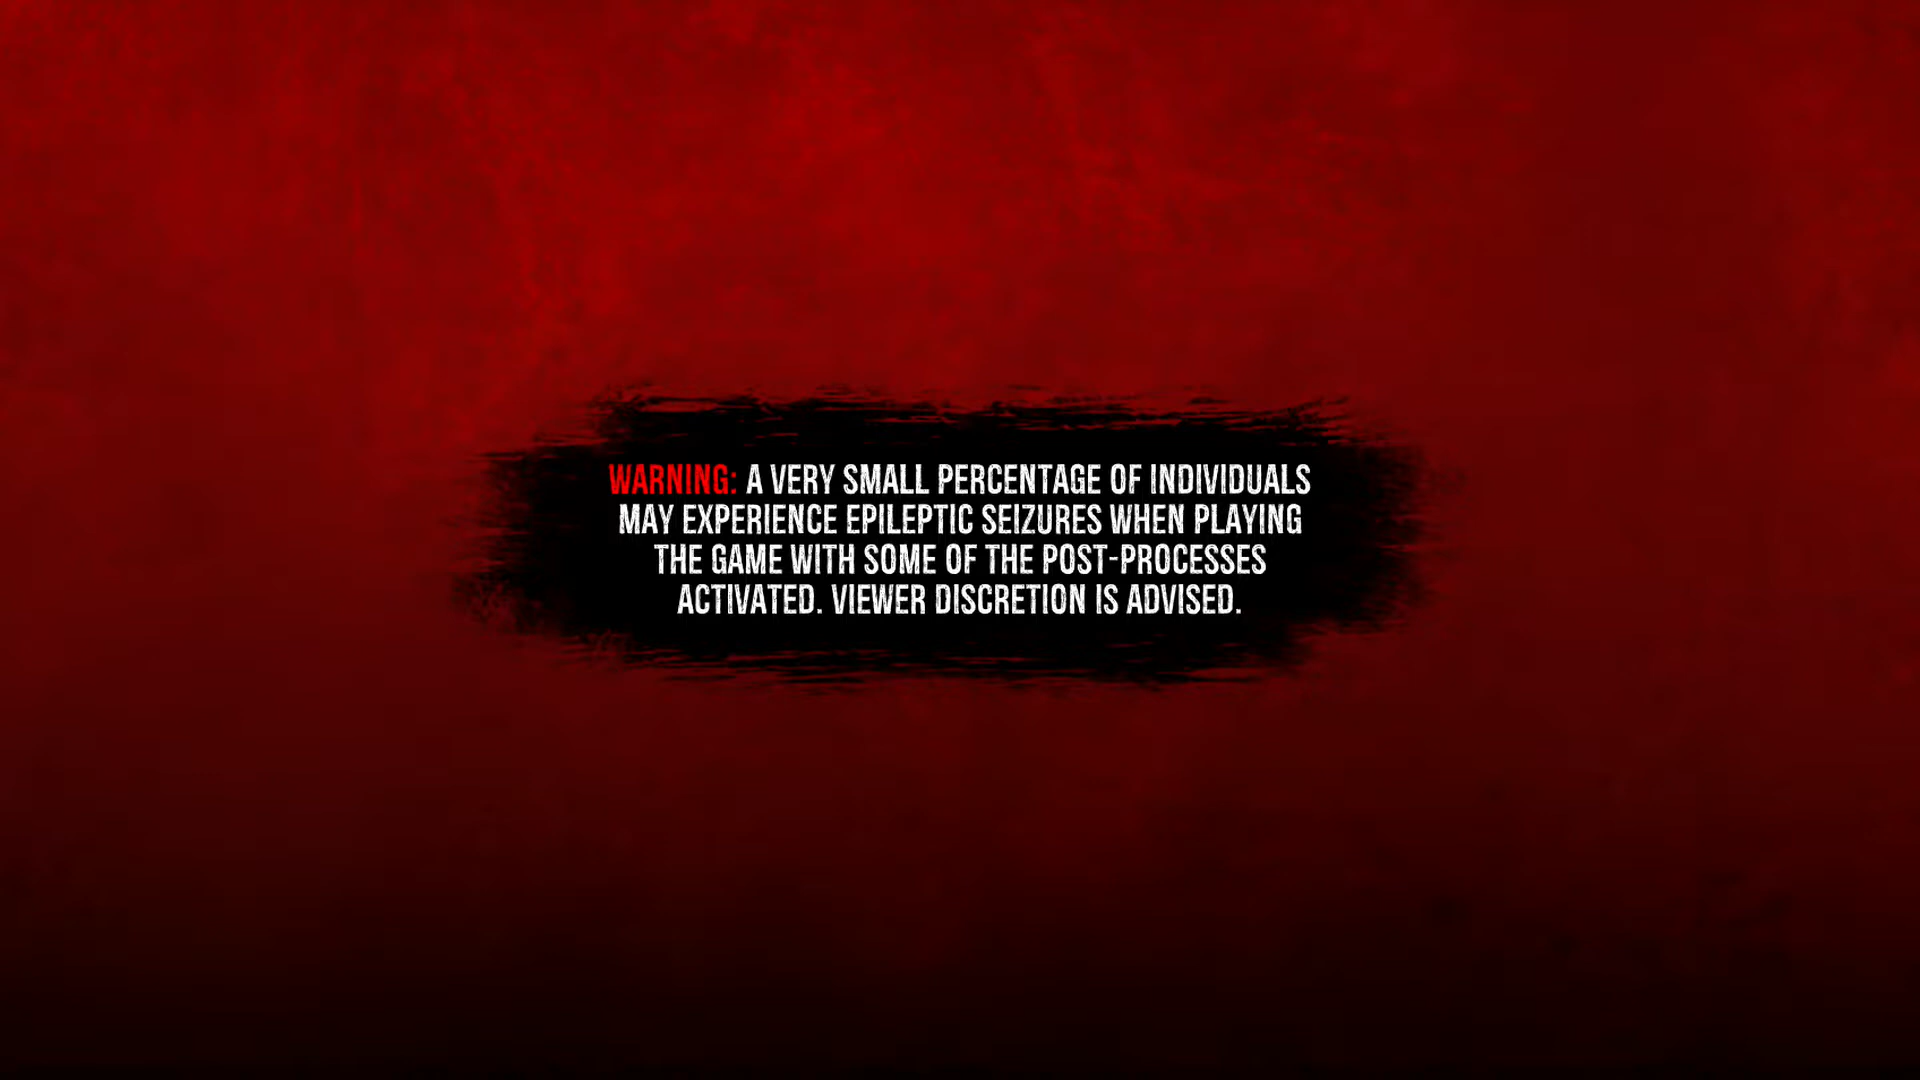 WARNING: A VERY SMALL PERCENTAGE OF INDIVIDUALS
MAY EXPERIENCE EPILEPTIC SEIZURES WHEN PLAYING
THE GAME WITH SOME OF THE POST-PROCESSES
ACTIVATED. VIEWER DISCRETION IS ADVISED.